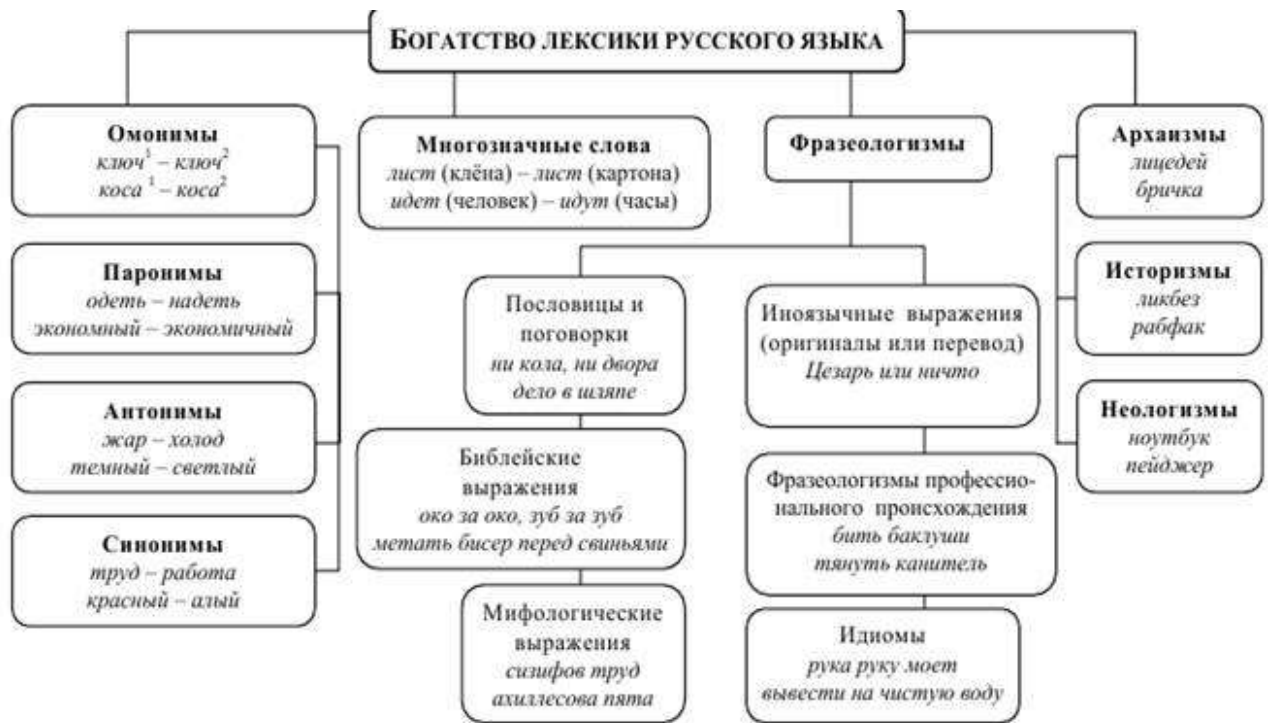 БОГАТСТВО ЛЕКСИКИ РУССКОГО ЯЗЫКА
Омонимы
ключ¹ – ключ²
коса ¹ – коса²
Паронимы
одеть – надеть
экономный – экономичный
Антонимы
жар – холод
темный – светлый
Синонимы
труд – работа
красный – алый
Многозначные слова
лист (клёна) – лист (картона)
идет (человек) – идут (часы)
Фразеологизмы
Пословицы и
поговорки
ни кола, ни двора
дело в шляпе
Библейские
выражения
око за око, зуб за зуб
метать бисер перед свиньями
Мифологические
выражения
сизифов труд
ахиллесова пята
Иноязычные выражения
(оригиналы или перевод)
Цезарь или ничто
Фразеологизмы профессио-
нального происхождения
бить баклуши
тянуть канитель
Идиомы
рука руку моет
вывести на чистую воду
Архаизмы
лицедей
бричка
Историзмы
ликбез
рабфак
Неологизмы
ноутбук
пейджер